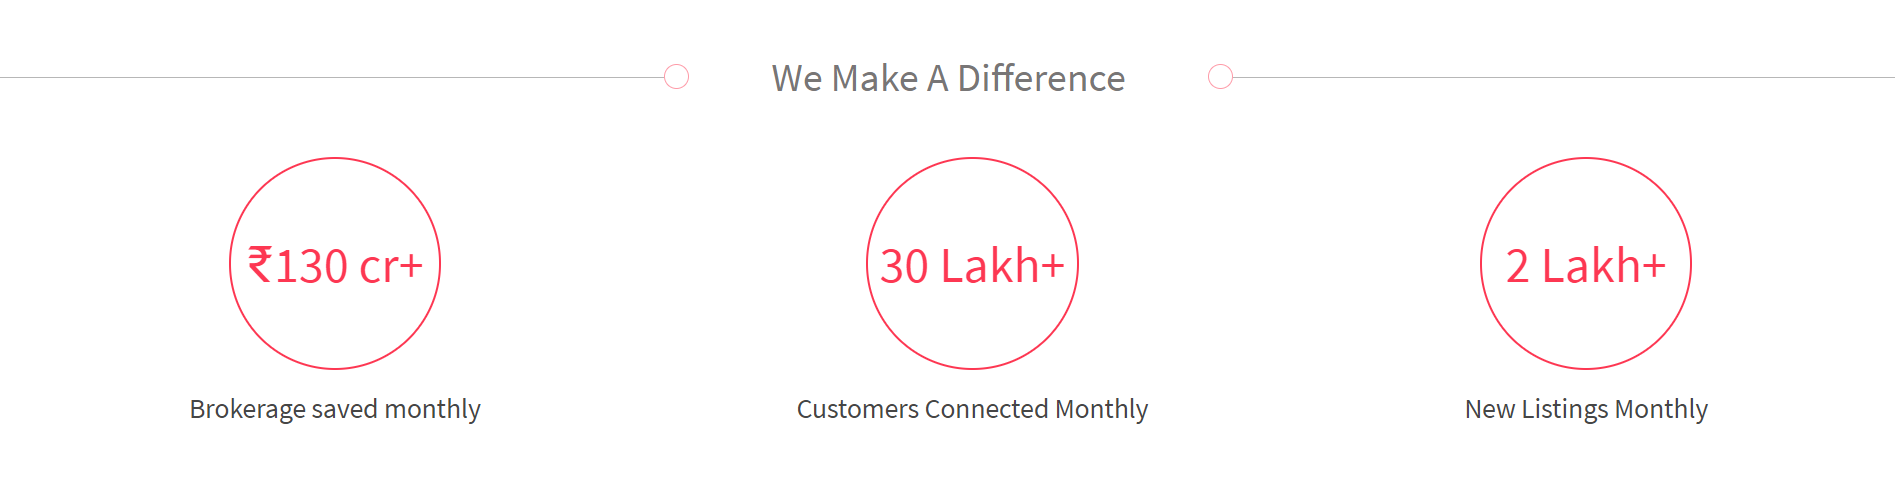 We Make A Difference
₹130 cr+
30 Lakh+
2 Lakh+
Brokerage saved monthly
Customers Connected Monthly
New Listings Monthly